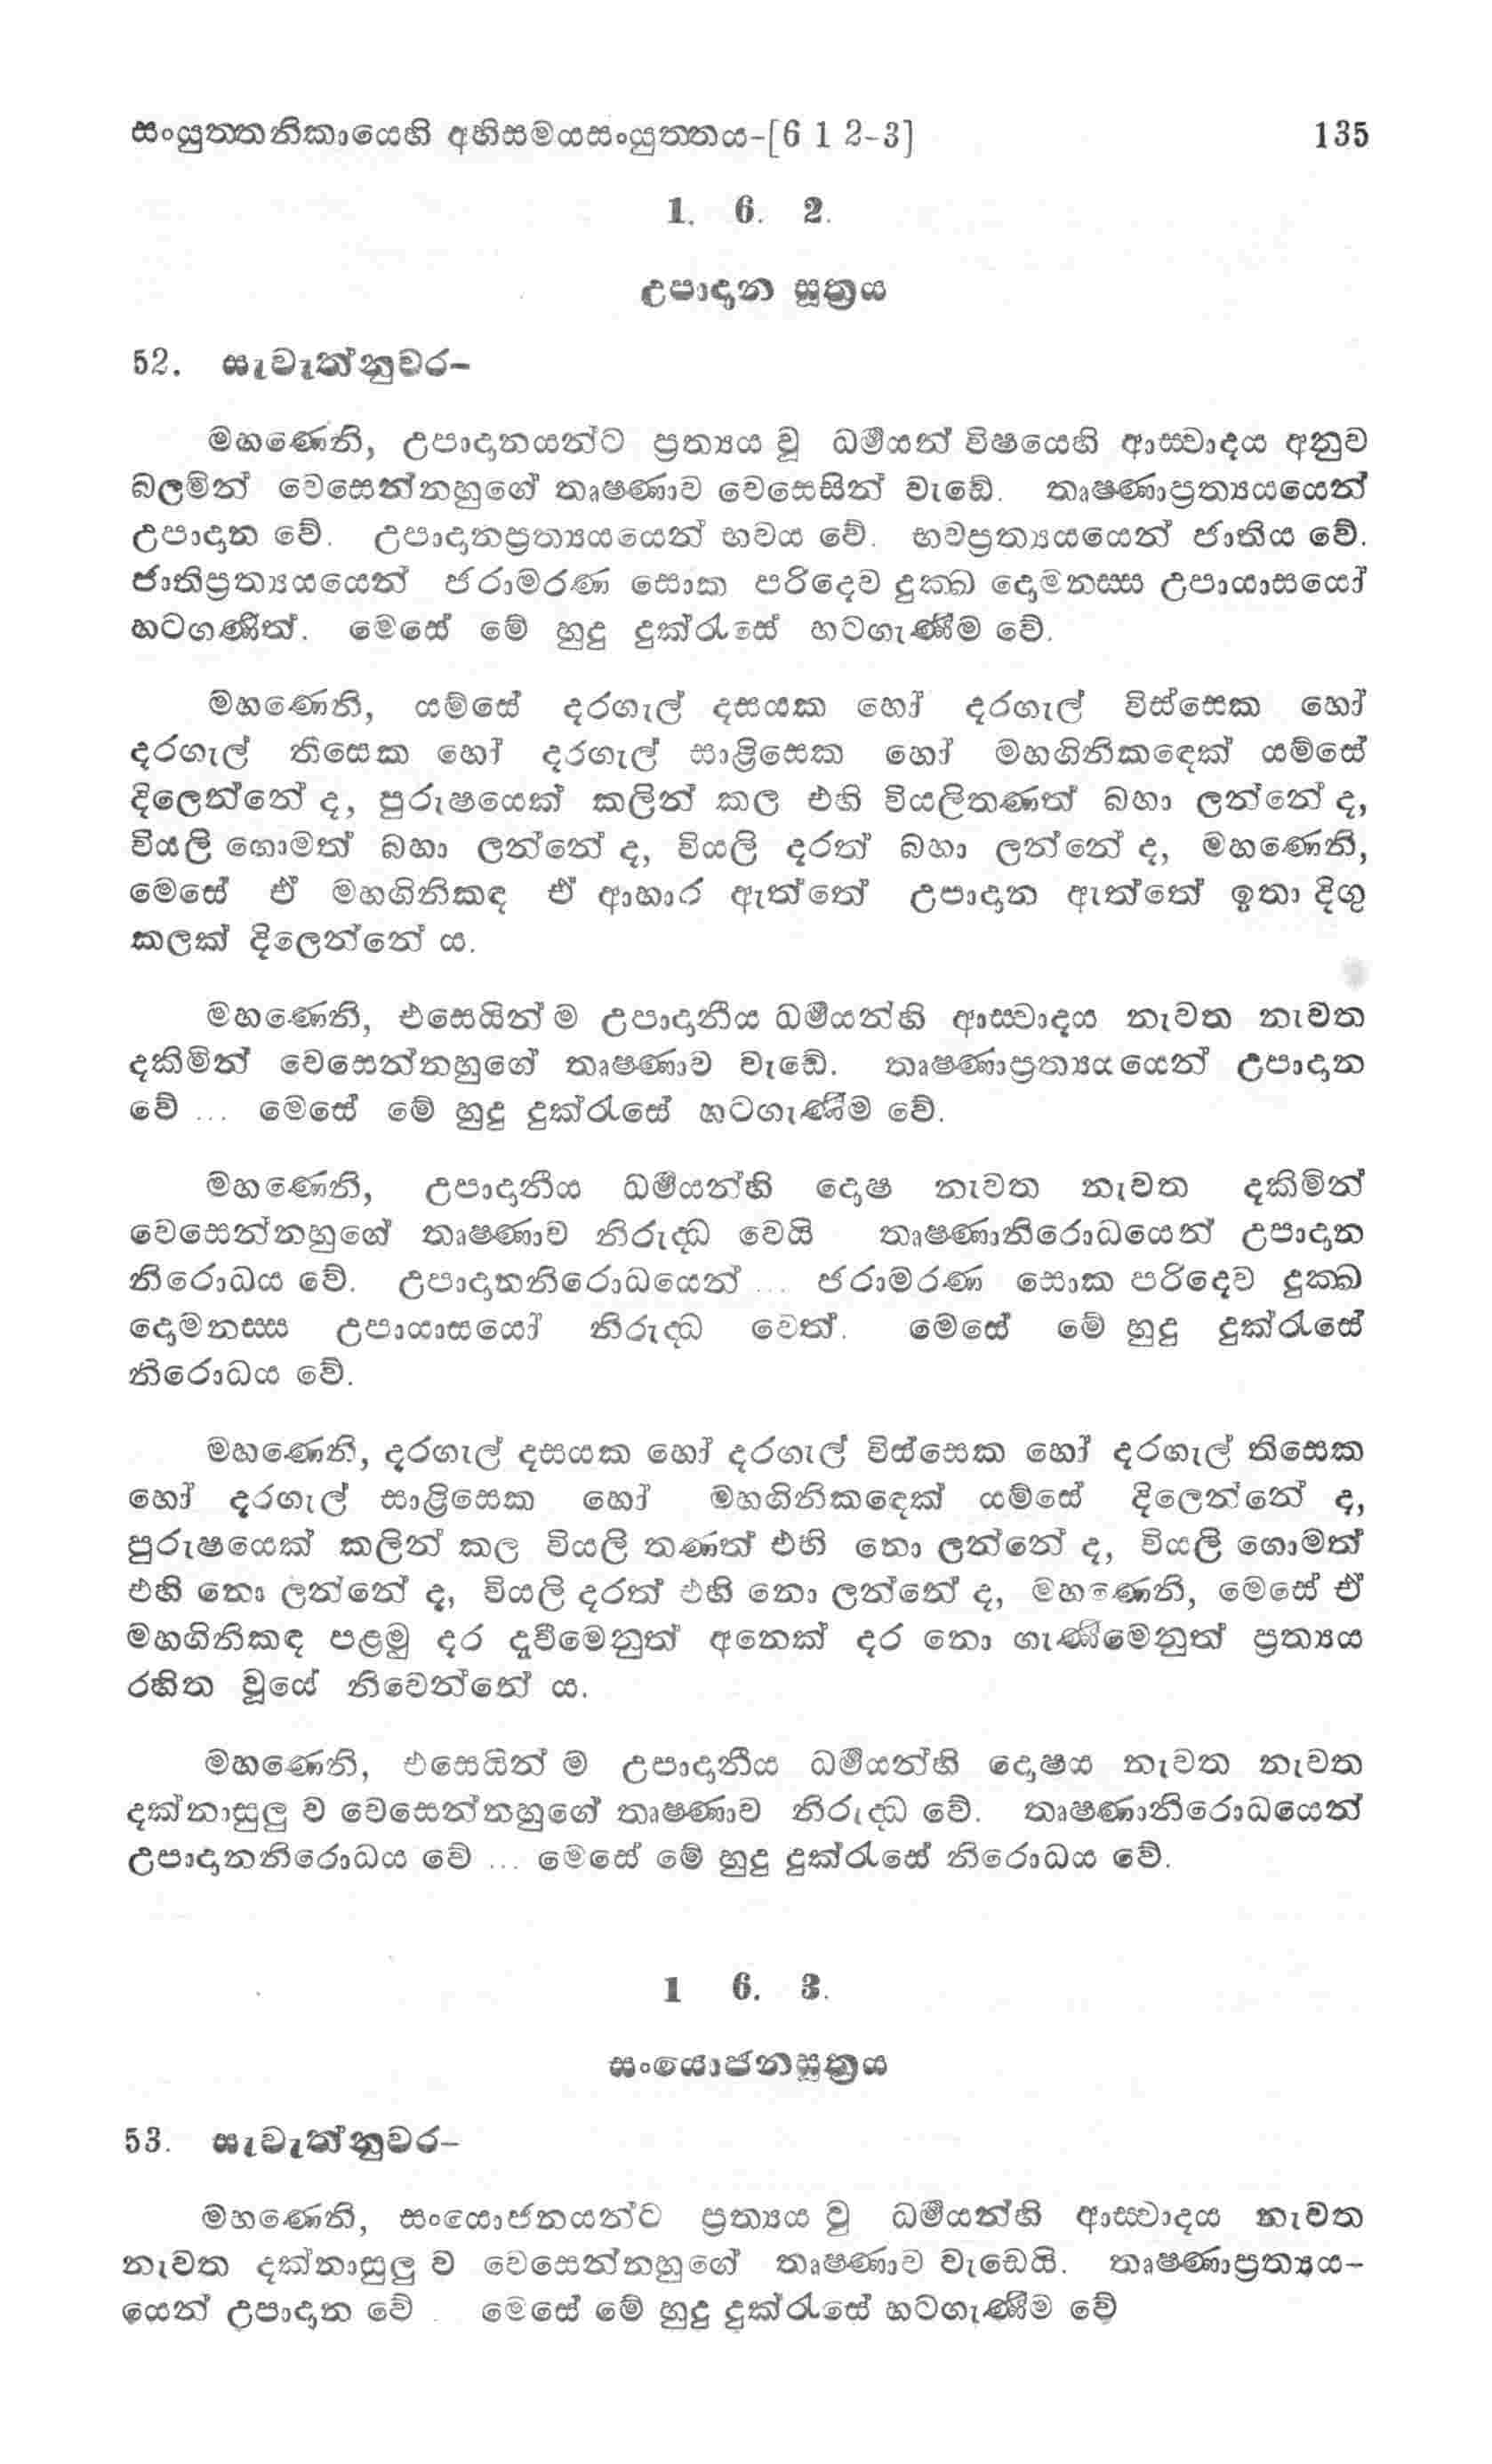 සංයුත්තනිකායෙහි අභිසමයසංයුත්තය-[6 1 2-3] 135
1. 6. 2.
උපාදාන සූත්‍රය
52. සැවැත්නුවර–
මහණෙනි, උපාදානයන්ට ප්‍රත්‍යය වූ ධර්‍මයන් විෂයෙහි ආස්වාදය අනුව
බලමින් වෙසෙන්නහුගේ තෘෂ්ණාව වෙසෙසින් වැඩේ. තෘෂ්ණාප්‍රත්‍යයයෙන්
උපාදාන වේ. උපාදානප්‍රත්‍යයයෙන් භවය වේ. භවප්‍රත්‍යයයෙන් ජාතිය වේ.
ජාතිප්‍රත්‍යයයෙන් ජරාමරණ සොක පරිදෙව දුක්ඛ දොමනස්ස උපායාසයෝ
හටගණිත්. මෙසේ මේ හුදු දුක්රැසේ හටගැණීම වේ.
මහණෙනි, යම්සේ දරගැල් දසයක හෝ දරගැල් විස්සෙක හෝ
දරගැල් තිසෙක හෝ දරගැල් සාළිසෙක හෝ මහගිනිකඳෙක් යම්සේ
දිලෙන්නේ ද, පුරුෂයෙක් කලින් කල එහි වියලිතණත් බහා ලන්නේ ද,
වියලි ගොමත් බහා ලන්නේ ද, වියලි දරත් බහා ලන්නේ ද, මහණෙනි,
මෙසේ ඒ මහගිනිකඳ ඒ ආහාර ඇත්තේ උපාදාන ඇත්තේ ඉතා දිගු
කලක් දිලෙන්නේ ය.
මහණෙනි, එසෙයින් ම උපාදානීය ධර්‍මයන්හි ආස්වාදය නැවත නැවත
දකිමින් වෙසෙන්නහුගේ තෘෂ්ණාව වැඩේ. තෘෂ්ණාප්‍රත්‍යයයෙන් උපාදාන
වේ ... මෙසේ මේ හුදු දුක්රැසේ හටගැණීම වේ.
මහණෙනි, උපාදානීය ධර්‍මයන්හි දොෂ නැවත නැවත දකිමින්
වෙසෙන්නහුගේ තෘෂ්ණාව නිරුද්ධ වෙයි තෘෂ්ණානිරොධයෙන් උපාදාන
නිරොධය වේ. උපාදානනිරොධයෙන් ... ජරාමරණ සොක පරිදෙව දුක්ඛ
දොමනස්ස උපායාසයෝ නිරුද්ධ වෙත්. මෙසේ මේ හුදු දුක්රැසේ
නිරොධය වේ.
මහණෙනි, දරගැල් දසයක හෝ දරගැල් විස්සෙක හෝ දරගැල් තිසෙක
හෝ දරගැල් සාළිසෙක හෝ මහගිනිකඳෙක් යම්සේ දිලෙන්නේ ද,
පුරුෂයෙක් කලින් කල වියලි තණත් එහි නො ලන්නේ ද, වියලි ගොමත්
එහි නො ලන්නේ ද, වියලි දරත් එහි නො ලන්නේ ද, මහණෙනි, මෙසේ ඒ
මහගිනිකඳ පළමු දර දැවීමෙනුත් අනෙක් දර නො ගැණීමෙනුත් ප්‍රත්‍යය
රහිත වූයේ නිවෙන්නේ ය.
මහණෙනි, එසෙයින් ම උපාදානීය ධර්‍මයන්හි දොෂය නැවත නැවත
දක්නාසුලු ව වෙසෙන්නහුගේ තෘෂ්ණාව නිරුද්ධ වේ. තෘෂ්ණානිරොධයෙන්
උපාදානනිරොධය වේ ... මෙසේ මේ හුදු දුක්රැසේ නිරොධය වේ.
1 6. 3.
සංයොජනසූත්‍රය
53. සැවැත්නුවර–
මහණෙනි, සංයොජනයන්ට ප්‍රත්‍යය වූ ධර්‍මයන්හි ආස්වාදය නැවත
නැවත දක්නාසුලු ව වෙසෙන්නහුගේ තෘෂ්ණාව වැඩෙයි. තෘෂ්ණාප්‍රත්‍යය-
යෙන් උපාදාන වේ . මෙසේ මේ හුදු දුක්රැසේ හටගැණීම වේ